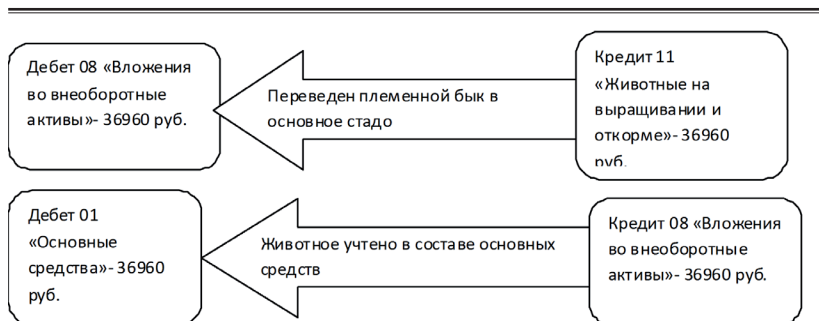 Дебет 08 «Вложения
во внеоборотные
активы»- 36960 руб.
Переведен племенной бык в
основное стадо
Кредит 11
«Животные на
выращивании и
откорме»- 36960
руб.
Дебет 01
«Основные
средства»- 36960
руб.
Животное учтено в составе основных
средств
Кредит 08 «Вложения
во внеоборотные
активы»- 36960 руб.